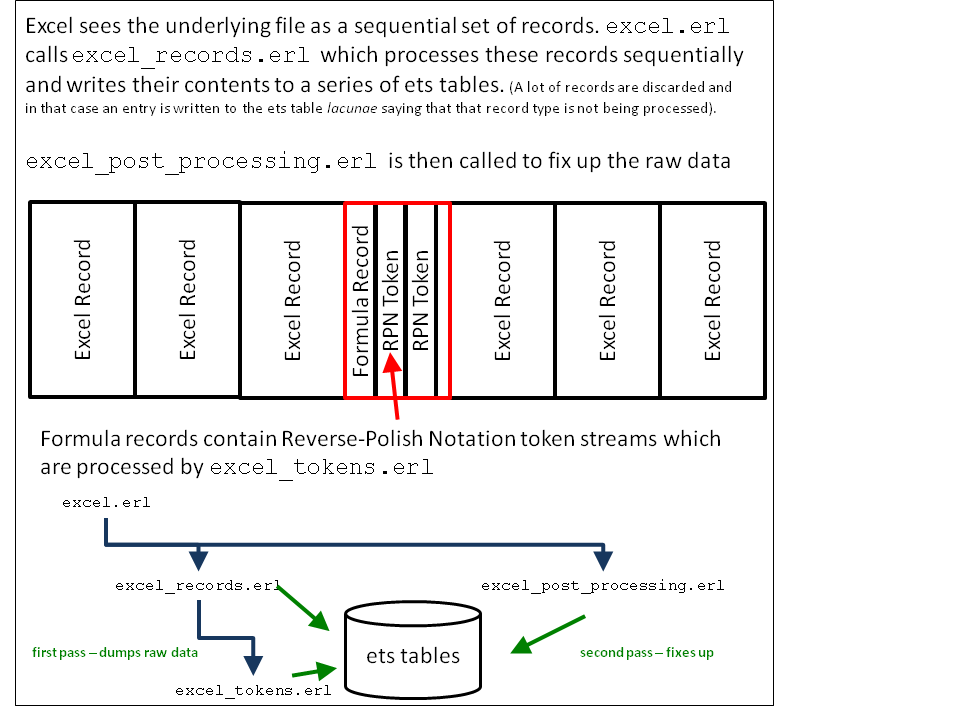 Excel sees the underlying file as a sequential set of records. excel.erl
calls excel_records.erl which processes these records sequentially
and writes their contents to a series of ets tables. (A lot of records are discarded and
in that case an entry is written to the ets table lacunae saying that that record type is not being processed).
excel_post_processing.erl is then called to fix up the raw data
Excel Record
Excel Record
Excel Record
Formula Record
RPN Token
RPN Token
Excel Record
Excel Record
Excel Record
Formula records contain Reverse-Polish Notation token streams which
are processed by excel_tokens.erl
excel.erl
excel_records.erl
excel_post_processing.erl
ets tables
first pass – dumps raw data
second pass – fixes up
excel_tokens.erl